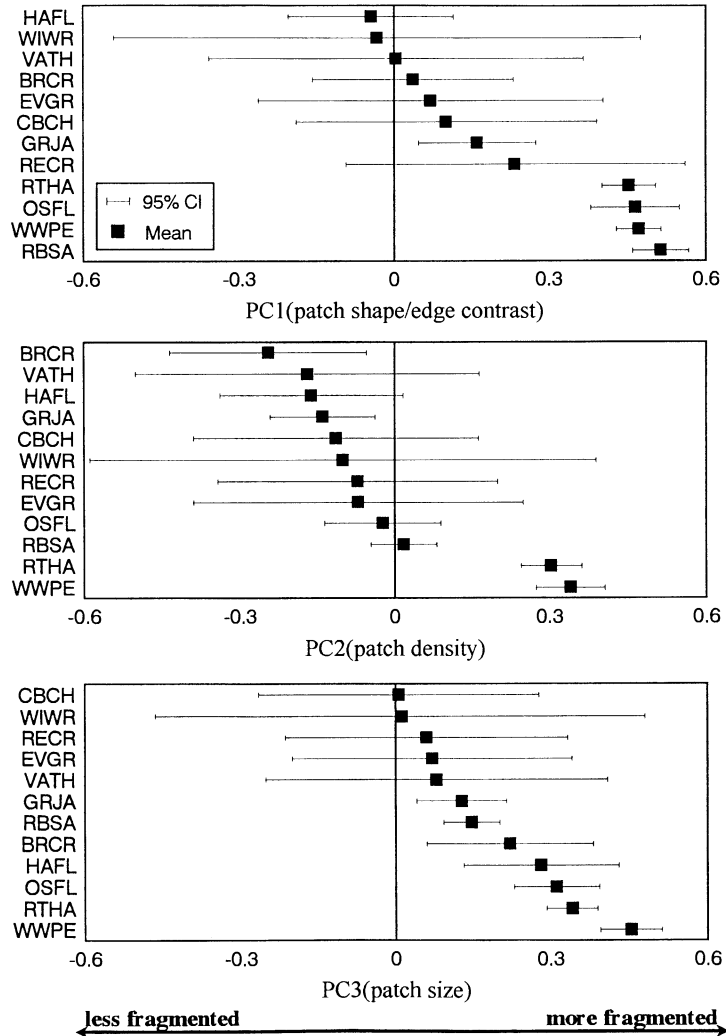 HAFL
WIWR
VATH
BRCR
EVGR
CBCH
GRJA
RECR
RTHA
OSFL
WWPE
RBSA
95% CI
Mean
-0.6 -0.3 0 0.3 0.6
PC1(patch shape/edge contrast)
BRCR
VATH
HAFL
GRJA
CBCH
WIWR
RECR
EVGR
OSFL
RBSA
RTHA
WWPE
-0.6 -0.3 0 0.3 0.6
PC2(patch density)
CBCH
WIWR
RECR
EVGR
VATH
GRJA
RBSA
BRCR
HAFL
OSFL
RTHA
WWPE
-0.6 -0.3 0 0.3 0.6
PC3(patch size)
less fragmented more fragmented